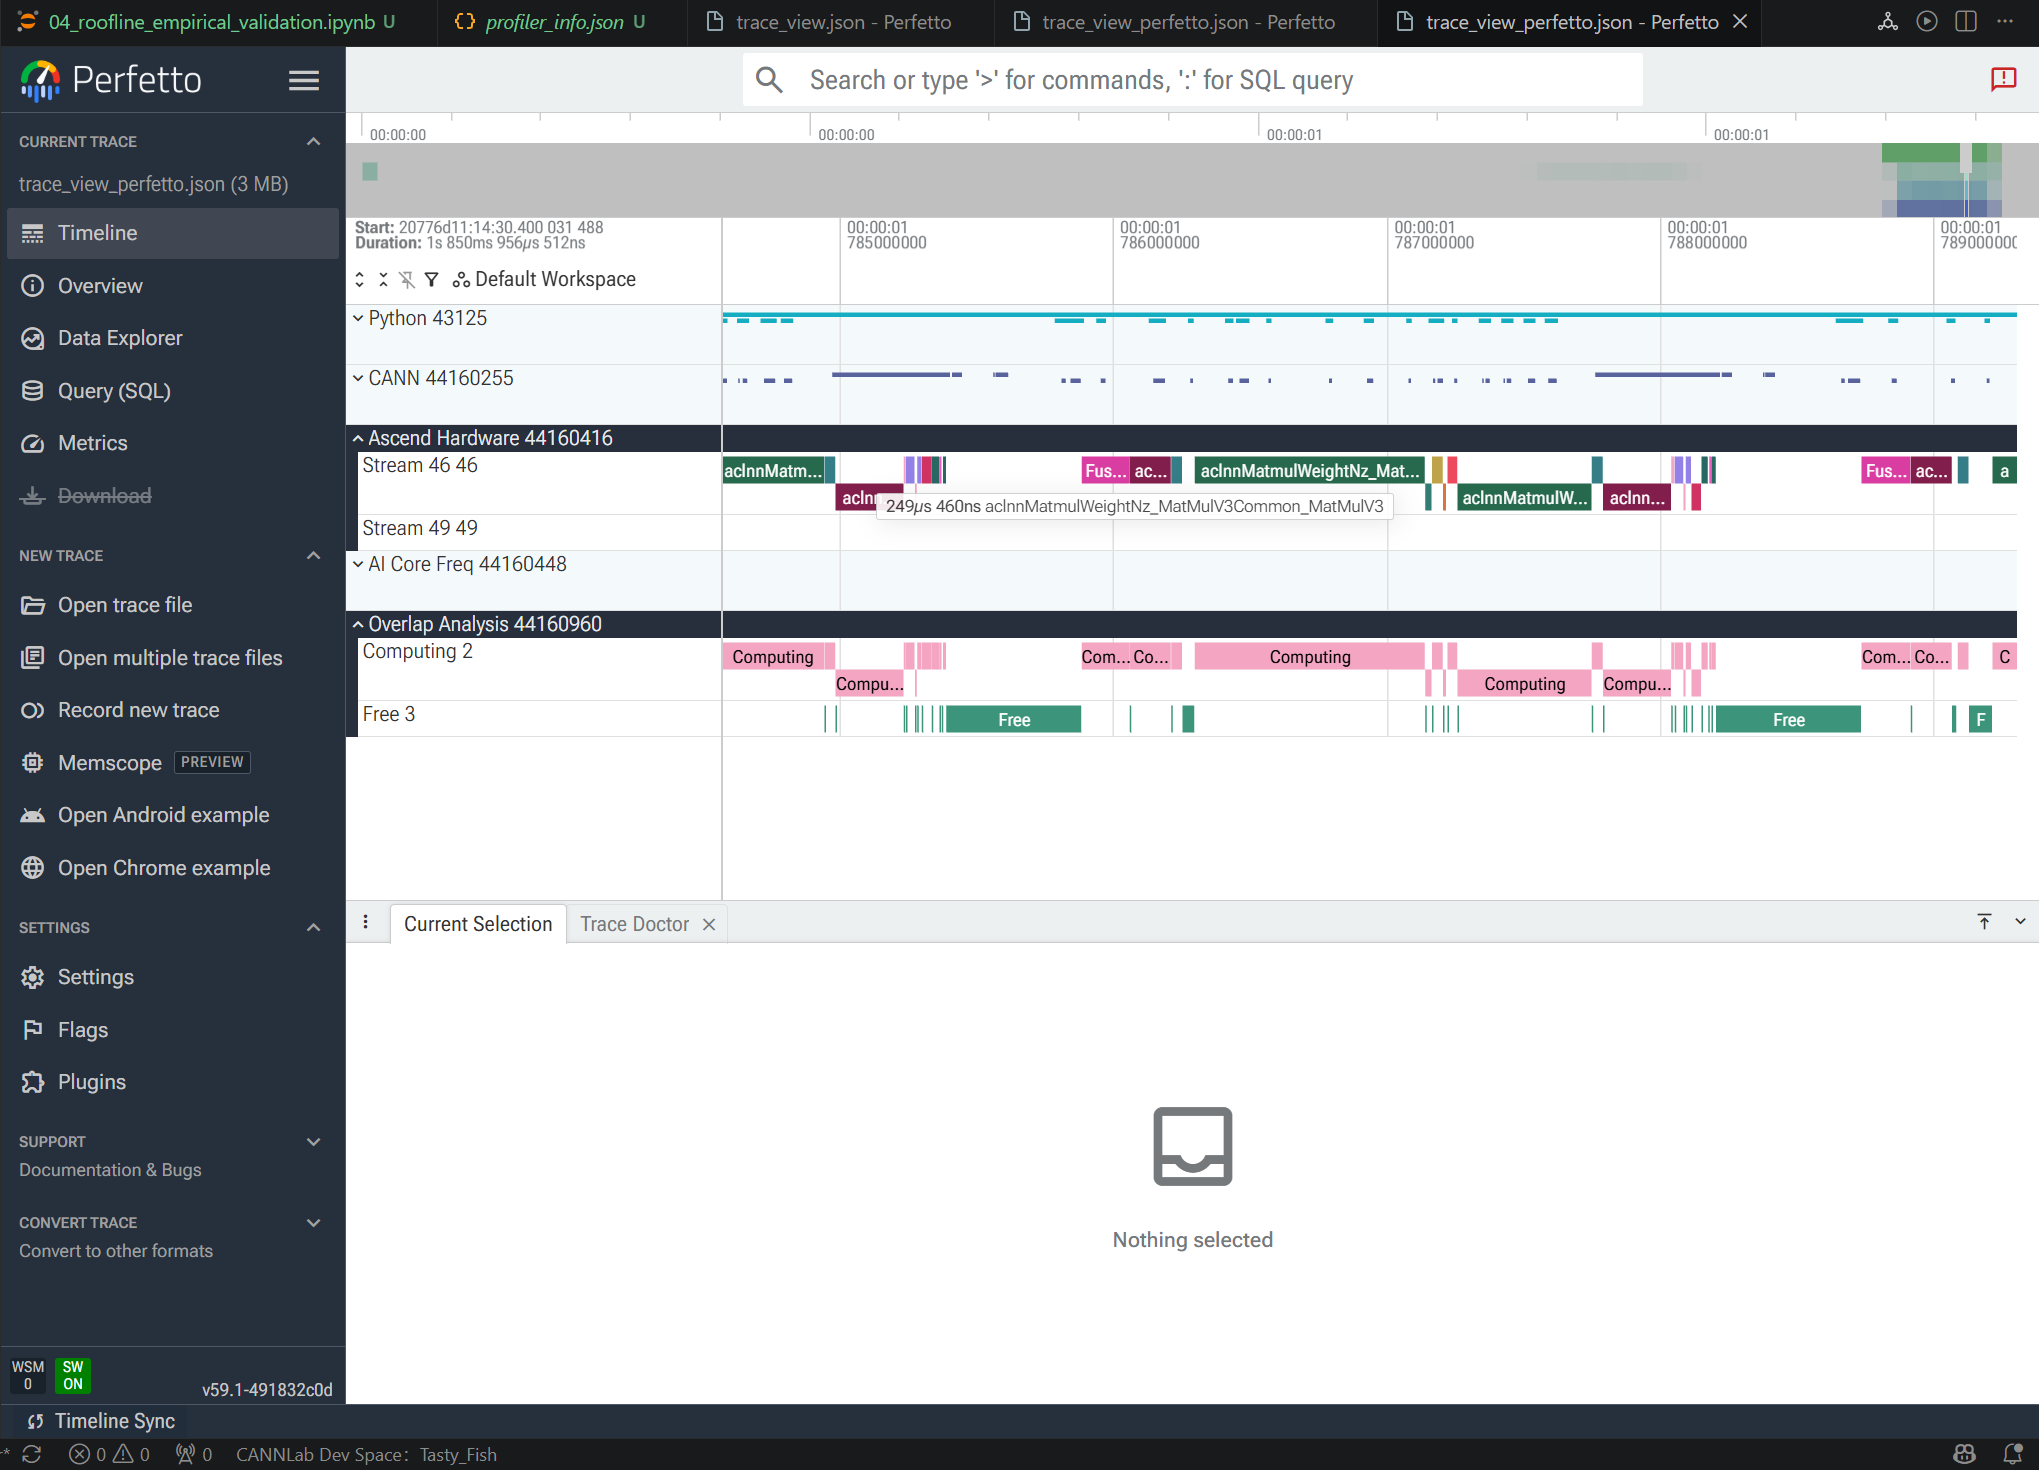 04_roofline_empirical_validation.ipynb U
profiler_info.json U
trace_view.json - Perfetto
trace_view_perfetto.json - Perfetto
trace_view_perfetto.json - Perfetto
Perfetto
Search or type '>' for commands, ':' for SQL query
CURRENT TRACE
trace_view_perfetto.json (3 MB)
Timeline
Overview
Data Explorer
Query (SQL)
Metrics
Download
NEW TRACE
Open trace file
Open multiple trace files
Record new trace
Memscope PREVIEW
Open Android example
Open Chrome example
SETTINGS
Settings
Flags
Plugins
SUPPORT
Documentation & Bugs
CONVERT TRACE
Convert to other formats
WSM
0
SW
ON
v59.1-491832c0d
00:00:00
00:00:00
00:00:01
00:00:01
Start: 20776d11:14:30.400 031 488
Duration: 1s 850ms 956µs 512ns
00:00:01
785000000
00:00:01
786000000
00:00:01
787000000
00:00:01
788000000
00:00:01
789000000
Default Workspace
Python 43125
CANN 44160255
Ascend Hardware 44160416
Stream 46 46
aclnnMatm...
Fus...
ac...
aclnnMatmulWeightNz_Mat...
Fus...
ac...
a
aclnn
aclnnMatmulW...
aclnn...
249µs 460ns aclnnMatmulWeightNz_MatMulV3Common_MatMulV3
Stream 49 49
AI Core Freq 44160448
Overlap Analysis 44160960
Computing 2
Computing
Com...
Co...
Computing
Com...
Co...
C
Compu...
Computing
Compu...
Free 3
Free
Free
F
Current Selection
Trace Doctor
Nothing selected
Timeline Sync
0
0
0
CANNLab Dev Space: Tasty_Fish